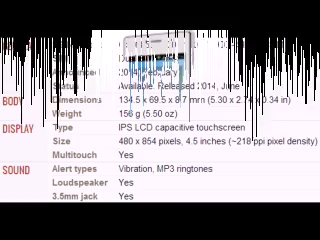 Status Available. Released 2014, June
BODY Dimensions 134.5 x 69.5 x 8.7 mm (5.30 x 2.74 x 0.34 in)
Weight 156 g (5.50 oz)
DISPLAY Type IPS LCD capacitive touchscreen
Size 480 x 854 pixels, 4.5 inches (~218 ppi pixel density)
Multitouch Yes
SOUND Alert types Vibration, MP3 ringtones
Loudspeaker Yes
3.5mm jack Yes